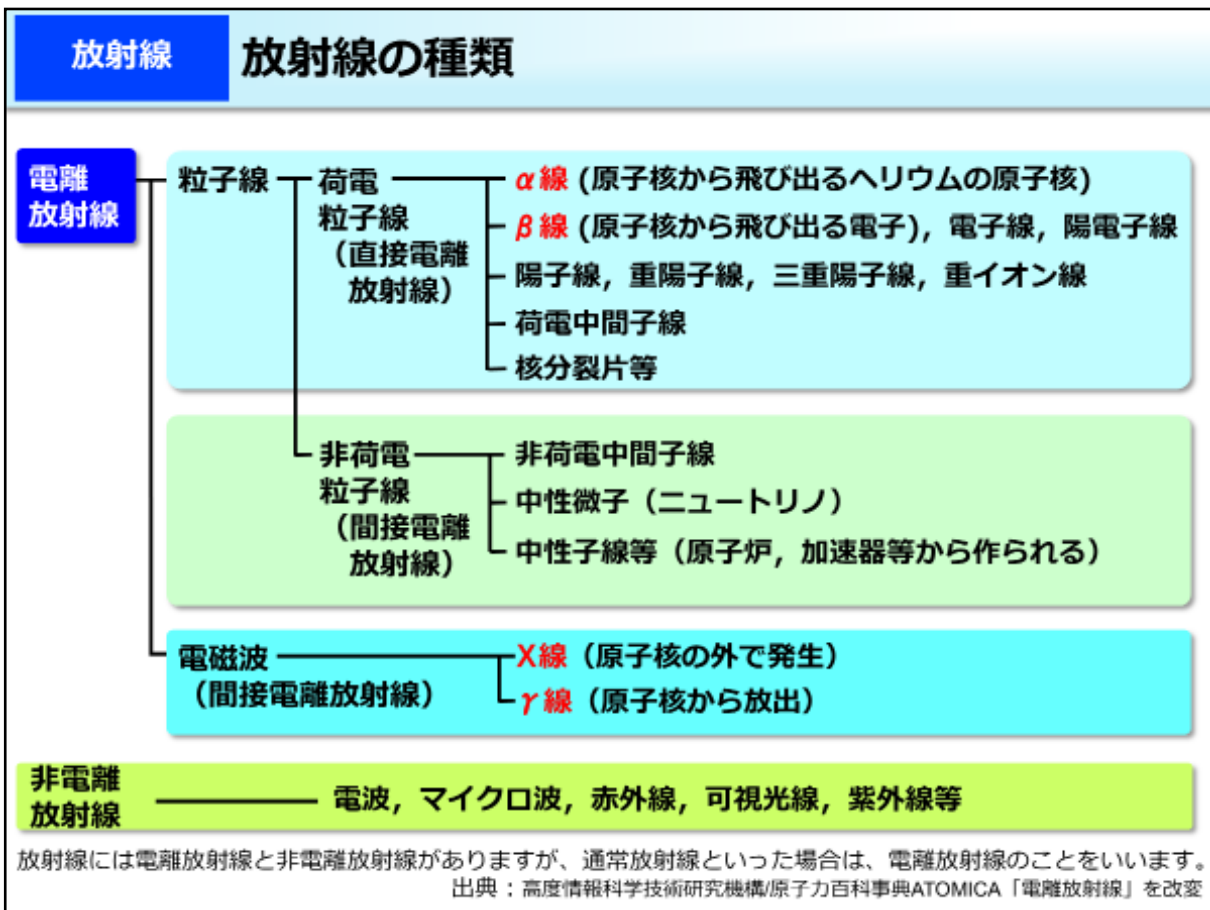 放射線
放射線の種類
電離
放射線
粒子線
荷電
粒子線
（直接電離
放射線）
α線 (原子核から飛び出るヘリウムの原子核)
β線 (原子核から飛び出る電子)，電子線，陽電子線
陽子線，重陽子線，三重陽子線，重イオン線
荷電中間子線
核分裂片等
非荷電
粒子線
（間接電離
放射線）
非荷電中間子線
中性微子（ニュートリノ）
中性子線等（原子炉，加速器等から作られる）
電磁波
（間接電離放射線）
X線（原子核の外で発生）
γ線（原子核から放出）
非電離
放射線
電波，マイクロ波，赤外線，可視光線，紫外線等
放射線には電離放射線と非電離放射線がありますが、通常放射線といった場合は、電離放射線のことをいいます。
出典：高度情報科学技術研究機構/原子力百科事典ATOMICA「電離放射線」を改変